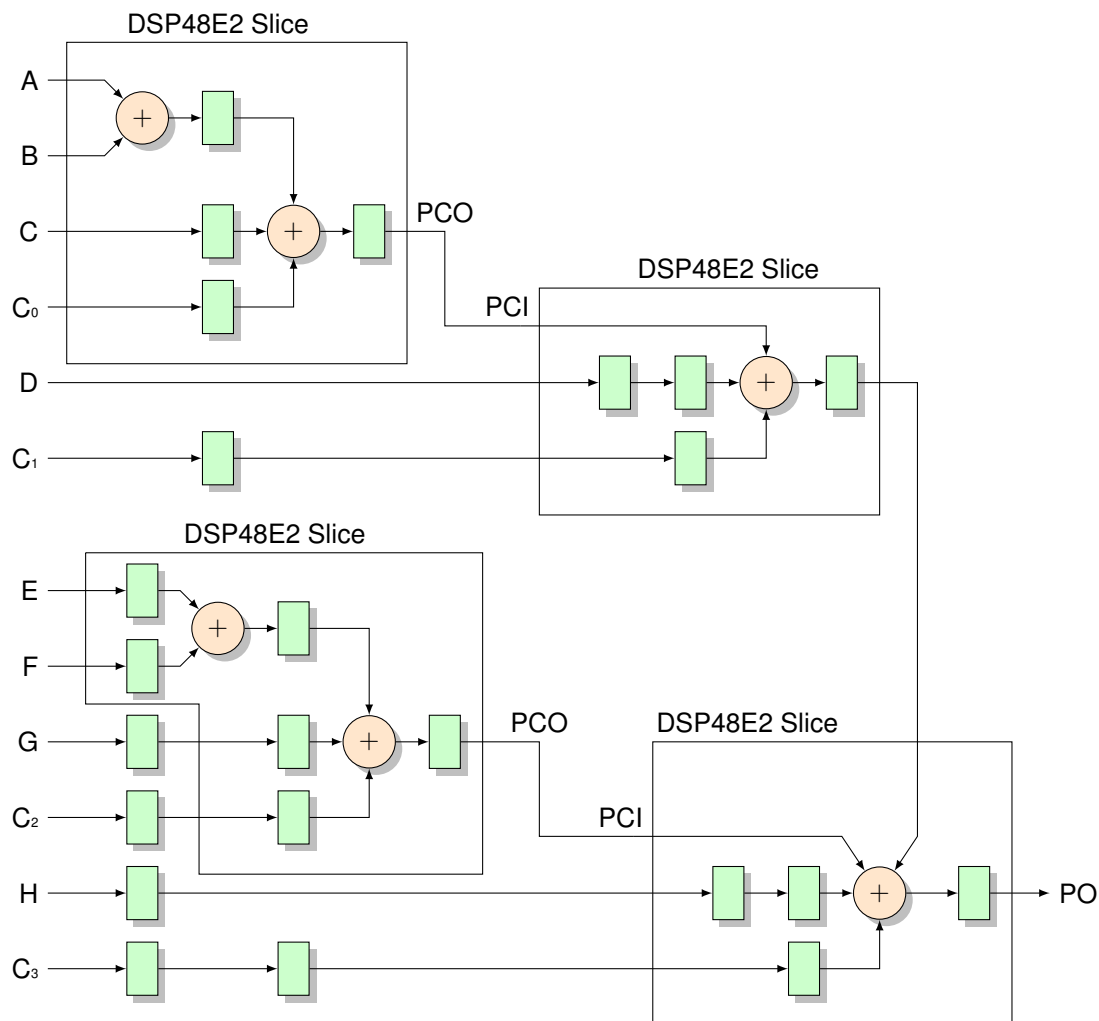 DSP48E2 Slice
A
+
B
PCO
C
+
C₀
DSP48E2 Slice
PCI
D
+
C₁
DSP48E2 Slice
E
+
F
PCO
DSP48E2 Slice
G
+
C₂
PCI
H
+
PO
C₃